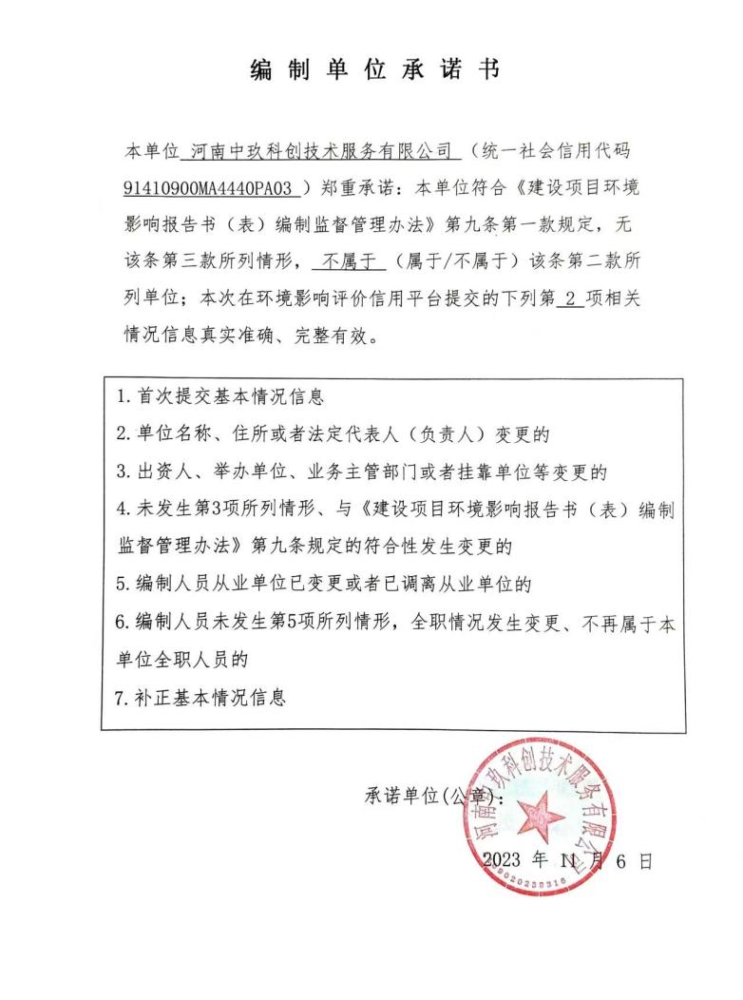 编制单位承诺书
本单位 河南中玖科创技术服务有限公司 （统一社会信用代码
91410900MA4440PA03 ）郑重承诺：本单位符合《建设项目环境
影响报告书（表）编制监督管理办法》第九条第一款规定，无
该条第三款所列情形， 不属于 （属于/不属于）该条第二款所
列单位；本次在环境影响评价信用平台提交的下列第 2 项相关
情况信息真实准确、完整有效。
1.首次提交基本情况信息
2.单位名称、住所或者法定代表人（负责人）变更的
3.出资人、举办单位、业务主管部门或者挂靠单位等变更的
4.未发生第3项所列情形、与《建设项目环境影响报告书（表）编制
监督管理办法》第九条规定的符合性发生变更的
5.编制人员从业单位已变更或者已调离从业单位的
6.编制人员未发生第5项所列情形，全职情况发生变更、不再属于本
单位全职人员的
7.补正基本情况信息
承诺单位(公章)：
河南中玖科创技术服务有限公司
2023 年 11 月 6 日